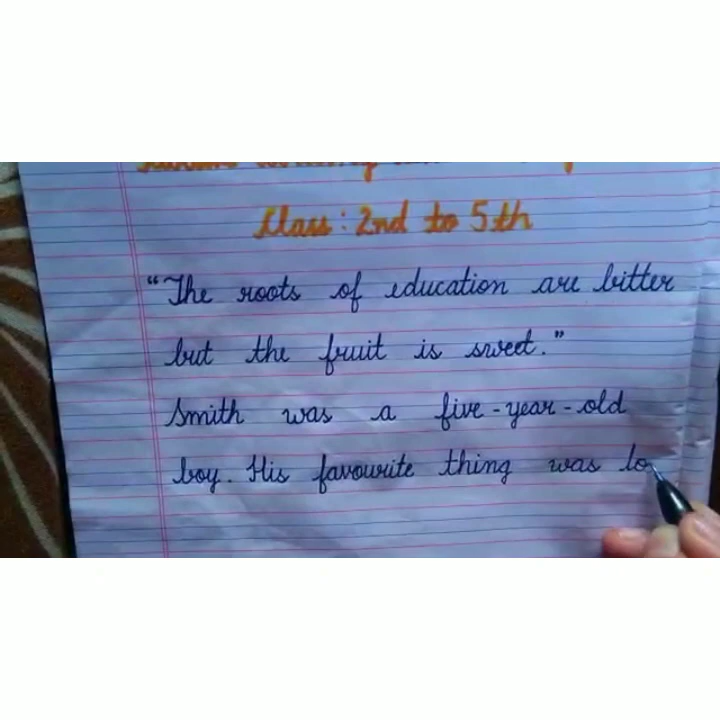 Class : 2nd to 5th
"The roots of education are bitter
but the fruit is sweet."
Smith was a five-year-old
boy. His favourite thing was to